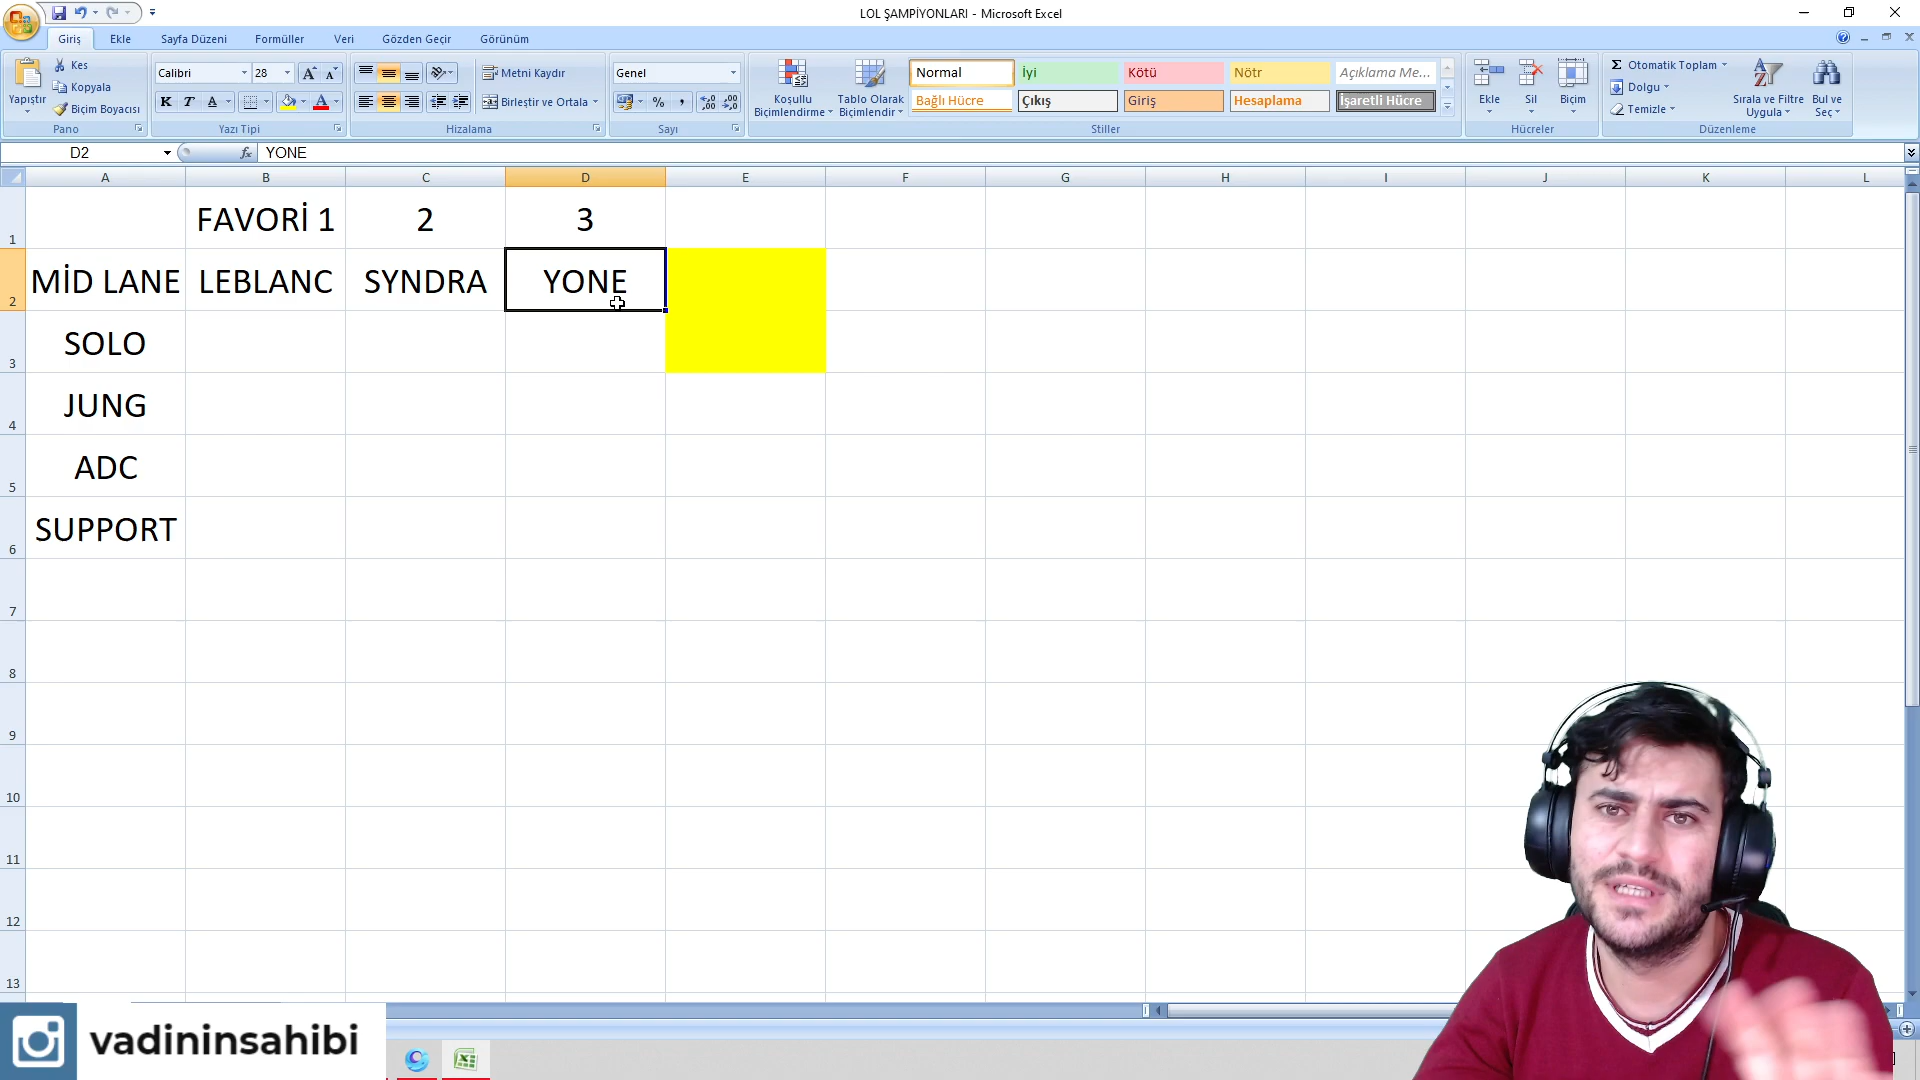 LOL ŞAMPİYONLARI - Microsoft Excel
Giriş Ekle Sayfa Düzeni Formüller Veri Gözden Geçir Görünüm
Yapıştır
Kes
Kopyala
Biçim Boyacısı
Pano
Calibri 28
K T A
Yazı Tipi
Metni Kaydır
Birleştir ve Ortala
Hizalama
Genel
%
Sayı
Koşullu Biçimlendirme
Tablo Olarak Biçimlendir
Normal İyi Kötü Nötr Açıklama Me...
Bağlı Hücre Çıkış Giriş Hesaplama İşaretli Hücre
Stiller
Ekle Sil Biçim
Hücreler
Σ Otomatik Toplam
Dolgu
Temizle
Sırala ve Filtre Uygula
Bul ve Seç
Düzenleme
D2 fx YONE
A B C D E F G H I J K L
1 FAVORİ 1 2 3
2 MİD LANE LEBLANC SYNDRA YONE
3 SOLO
4 JUNG
5 ADC
6 SUPPORT
7
8
9
10
11
12
13
vadininsahibi